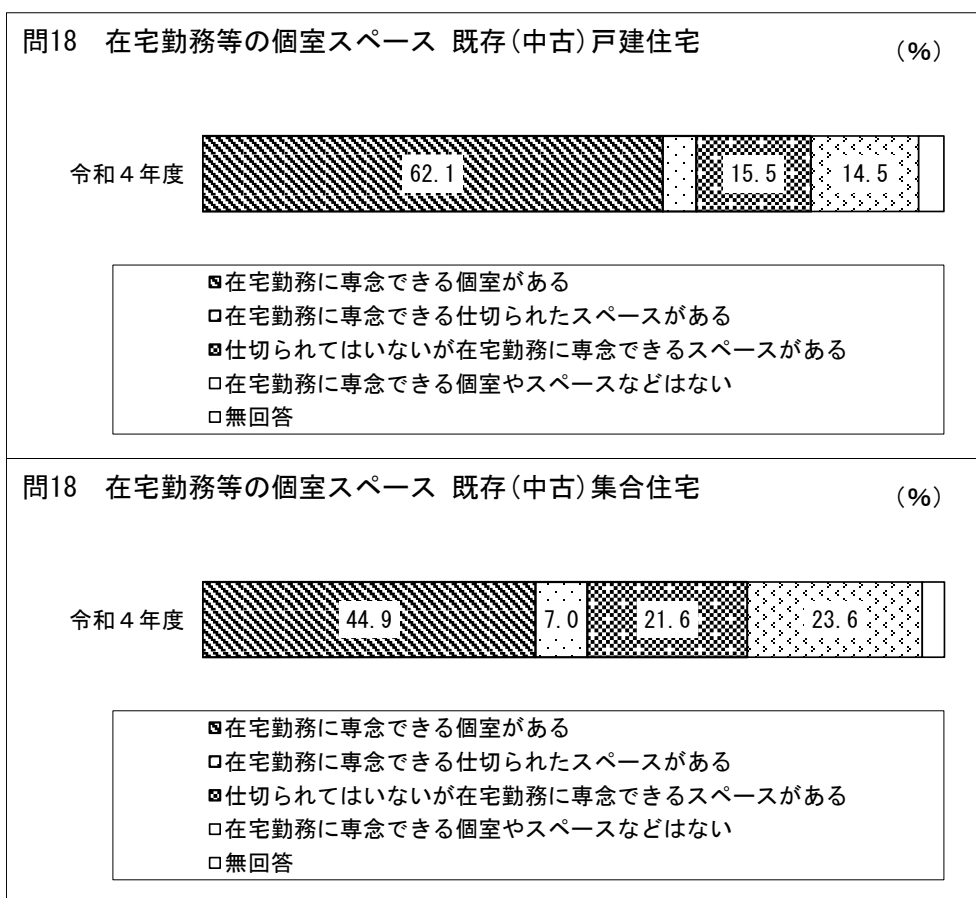 問18　在宅勤務等の個室スペース 既存(中古)戸建住宅
(%)
令和４年度
62.1
15.5
14.5
在宅勤務に専念できる個室がある
在宅勤務に専念できる仕切られたスペースがある
仕切られてはいないが在宅勤務に専念できるスペースがある
在宅勤務に専念できる個室やスペースなどはない
無回答
問18　在宅勤務等の個室スペース 既存(中古)集合住宅
(%)
令和４年度
44.9
7.0
21.6
23.6
在宅勤務に専念できる個室がある
在宅勤務に専念できる仕切られたスペースがある
仕切られてはいないが在宅勤務に専念できるスペースがある
在宅勤務に専念できる個室やスペースなどはない
無回答